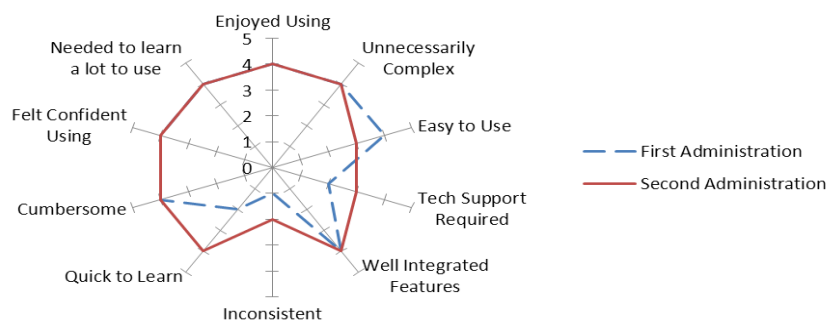 Enjoyed Using
5
4
3
2
1
0
Unnecessarily
Complex
Easy to Use
Tech Support
Required
Well Integrated
Features
Inconsistent
Quick to Learn
Cumbersome
Felt Confident
Using
Needed to learn
a lot to use
First Administration
Second Administration